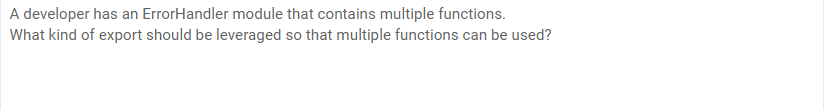 A developer has an ErrorHandler module that contains multiple functions.
What kind of export should be leveraged so that multiple functions can be used?